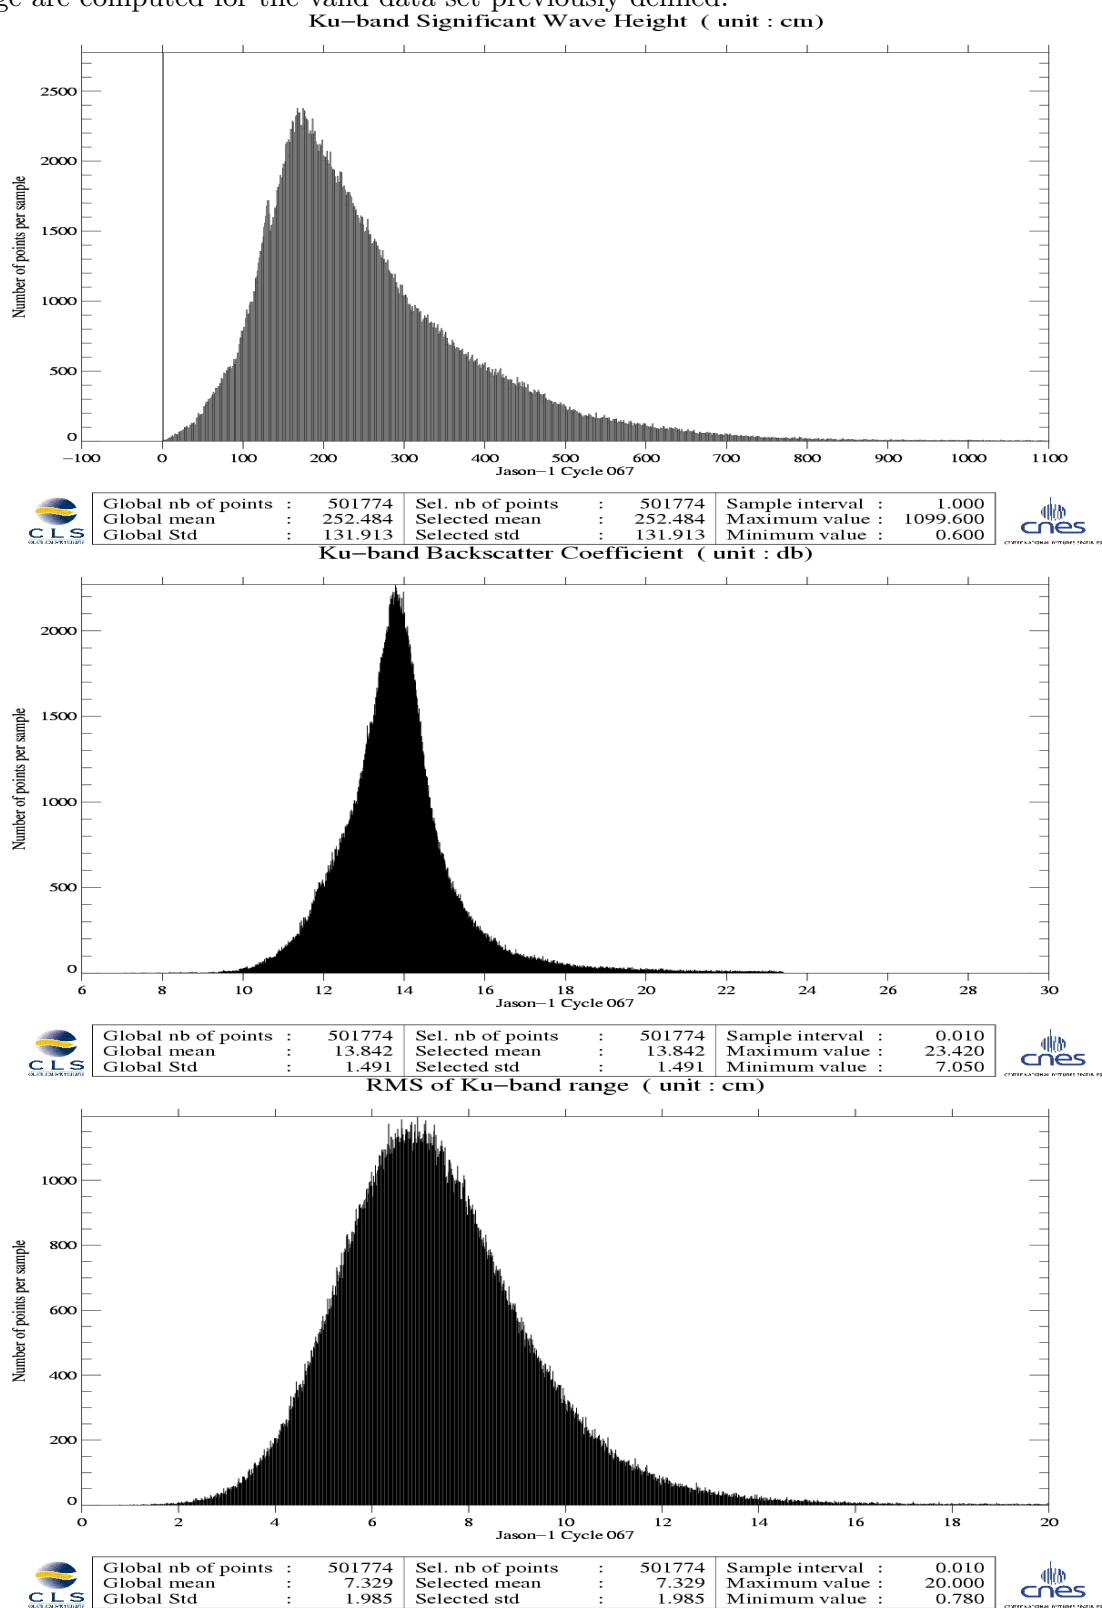 ge are computed for the valid data set previously defined.
Ku−band Significant Wave Height ( unit : cm)
Number of points per sample
2500
2000
1500
1000
500
0
−100 0 100 200 300 400 500 600 700 800 900 1000 1100
Jason−1 Cycle 067
CLS
Global nb of points : 501774 Sel. nb of points : 501774 Sample interval : 1.000
Global mean : 252.484 Selected mean : 252.484 Maximum value : 1099.600
Global Std : 131.913 Selected std : 131.913 Minimum value : 0.600
cnes
Ku−band Backscatter Coefficient ( unit : db)
Number of points per sample
2000
1500
1000
500
0
6 8 10 12 14 16 18 20 22 24 26 28 30
Jason−1 Cycle 067
CLS
Global nb of points : 501774 Sel. nb of points : 501774 Sample interval : 0.010
Global mean : 13.842 Selected mean : 13.842 Maximum value : 23.420
Global Std : 1.491 Selected std : 1.491 Minimum value : 7.050
cnes
RMS of Ku−band range ( unit : cm)
Number of points per sample
1000
800
600
400
200
0
0 2 4 6 8 10 12 14 16 18 20
Jason−1 Cycle 067
CLS
Global nb of points : 501774 Sel. nb of points : 501774 Sample interval : 0.010
Global mean : 7.329 Selected mean : 7.329 Maximum value : 20.000
Global Std : 1.985 Selected std : 1.985 Minimum value : 0.780
cnes